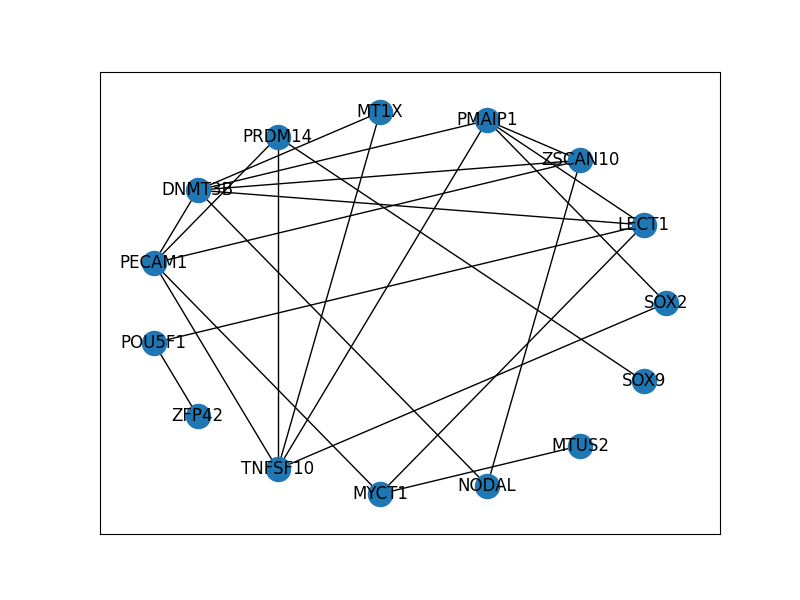 MT1X
PMAIP1
PRDM14
ZSCAN10
DNMT3B
LECT1
PECAM1
SOX2
POU5F1
SOX9
ZFP42
MTUS2
TNFSF10
NODAL
MYCT1